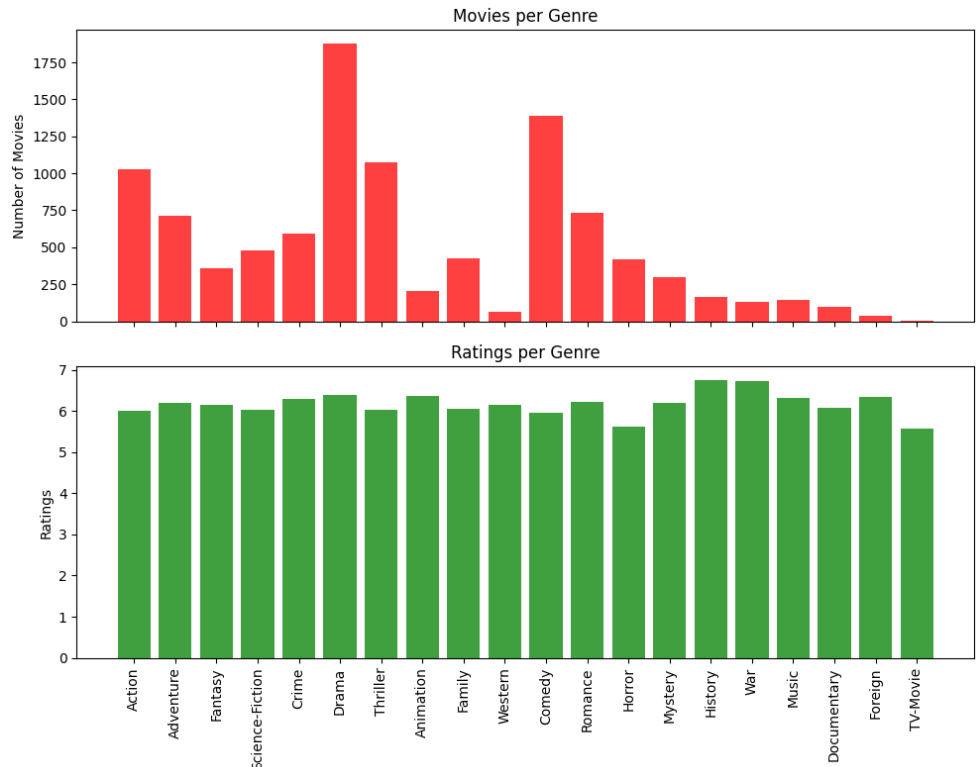 Movies per Genre
Number of Movies
1750
1500
1250
1000
750
500
250
0
Ratings per Genre
Ratings
7
6
5
4
3
2
1
0
Action
Adventure
Fantasy
Science-Fiction
Crime
Drama
Thriller
Animation
Family
Western
Comedy
Romance
Horror
Mystery
History
War
Music
Documentary
Foreign
TV-Movie